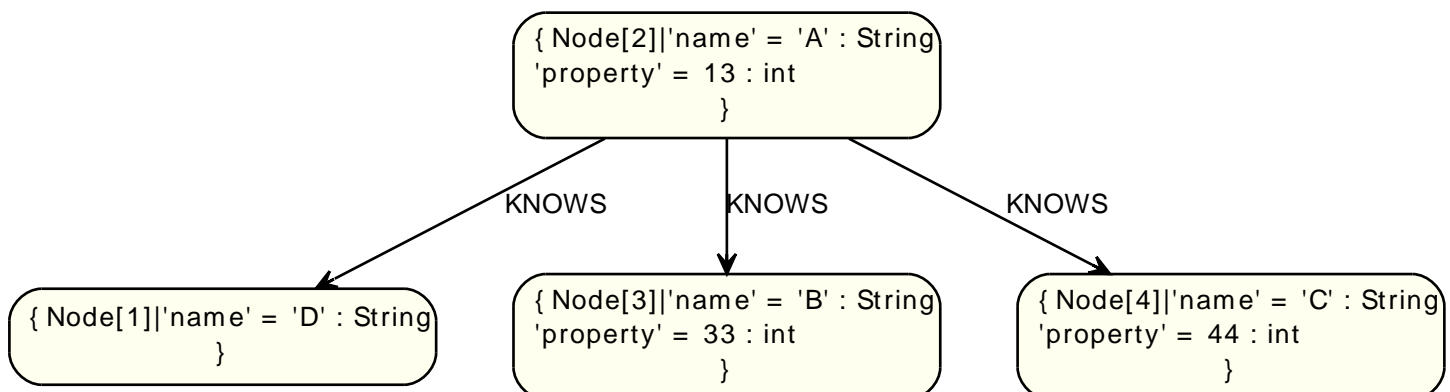 { Node[2]|'name' = 'A' : String
'property' = 13 : int
}
KNOWS
KNOWS
KNOWS
{ Node[1]|'name' = 'D' : String
}
{ Node[3]|'name' = 'B' : String
'property' = 33 : int
}
{ Node[4]|'name' = 'C' : String
'property' = 44 : int
}